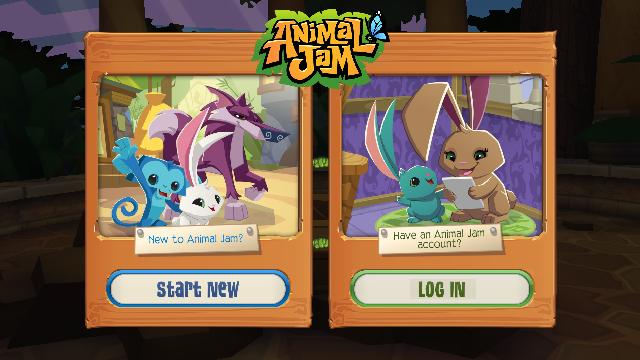 ANIMAL
JAM
New to Animal Jam?
Start New
Have an Animal Jam
account?
LOG IN